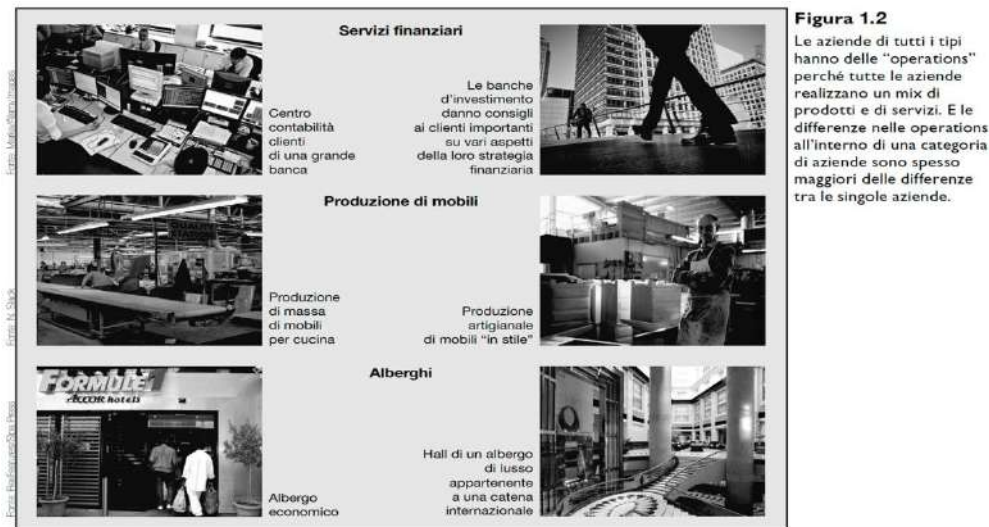 Servizi finanziari
Centro
contabilità
clienti
di una grande
banca
Le banche
d'investimento
danno consigli
ai clienti importanti
su vari aspetti
della loro strategia
finanziaria
Produzione di mobili
Produzione
di massa
di mobili
per cucina
Produzione
artigianale
di mobili "in stile"
Alberghi
FORMULE1
ACCOR hotels
Albergo
economico
Hall di un albergo
di lusso
appartenente
a una catena
internazionale
Figura 1.2
Le aziende di tutti i tipi
hanno delle "operations"
perché tutte le aziende
realizzano un mix di
prodotti e di servizi. E le
differenze nelle operations
all'interno di una categoria
di aziende sono spesso
maggiori delle differenze
tra le singole aziende.